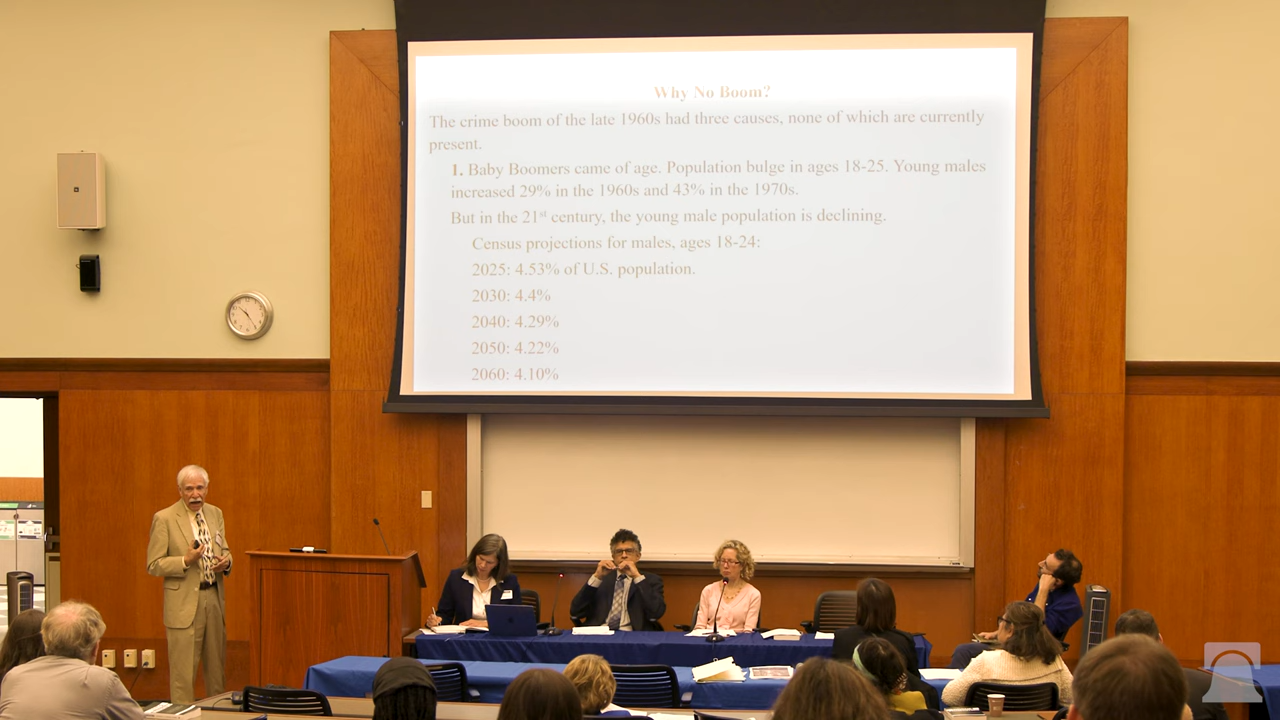 Why No Boom?
The crime boom of the late 1960s had three causes, none of which are currently
present.
1. Baby Boomers came of age. Population bulge in ages 18-25. Young males
increased 29% in the 1960s and 43% in the 1970s.
But in the 21st century, the young male population is declining.
Census projections for males, ages 18-24:
2025: 4.53% of U.S. population.
2030: 4.4%
2040: 4.29%
2050: 4.22%
2060: 4.10%